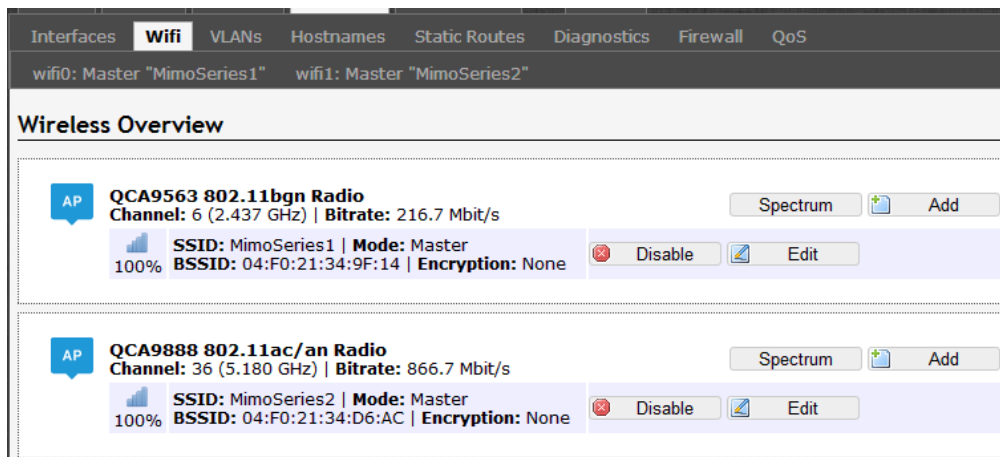 Interfaces Wifi VLANs Hostnames Static Routes Diagnostics Firewall QoS
wifi0: Master "MimoSeries1" wifi1: Master "MimoSeries2"
Wireless Overview
AP
QCA9563 802.11bgn Radio
Channel: 6 (2.437 GHz) | Bitrate: 216.7 Mbit/s
Spectrum Add
SSID: MimoSeries1 | Mode: Master
100% BSSID: 04:F0:21:34:9F:14 | Encryption: None
Disable Edit
AP
QCA9888 802.11ac/an Radio
Channel: 36 (5.180 GHz) | Bitrate: 866.7 Mbit/s
Spectrum Add
SSID: MimoSeries2 | Mode: Master
100% BSSID: 04:F0:21:34:D6:AC | Encryption: None
Disable Edit